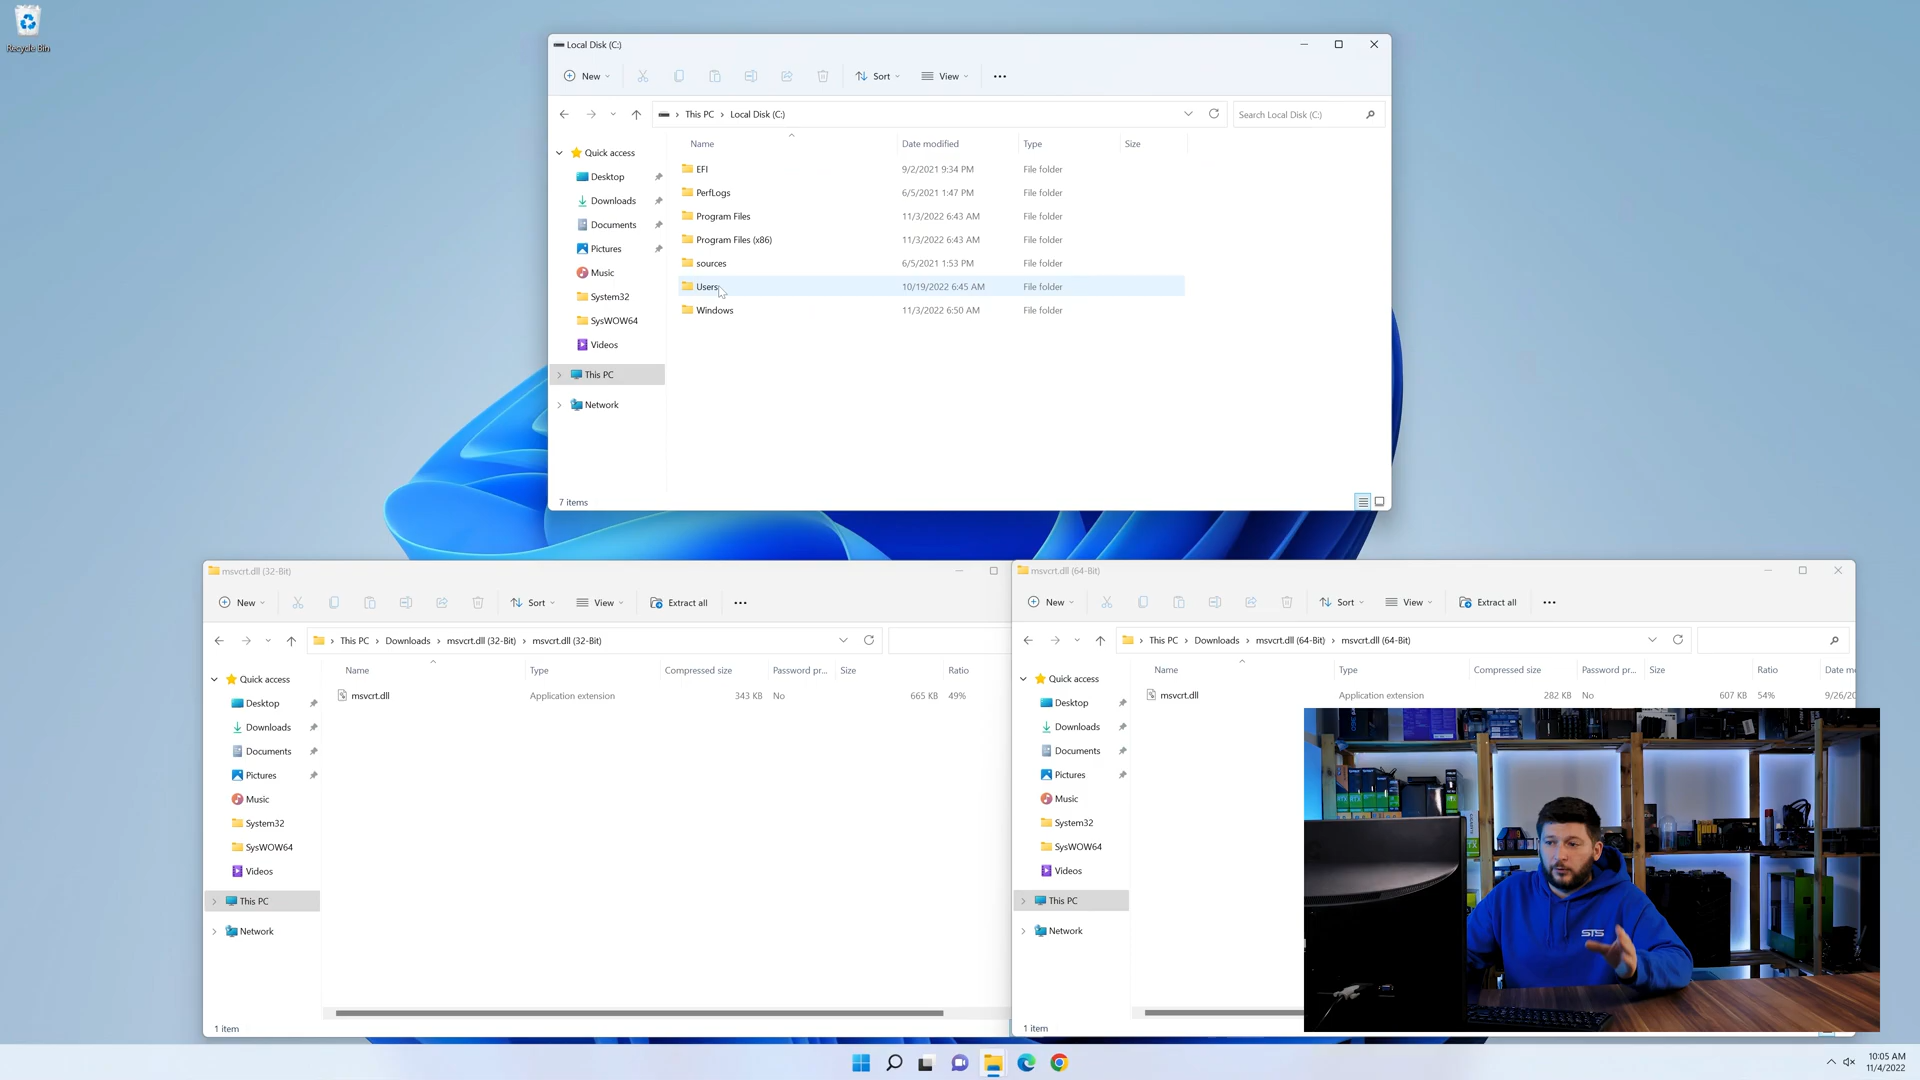 Recycle Bin
Local Disk (C:)
New
Sort
View
This PC › Local Disk (C:)
Search Local Disk (C:)
Name
Date modified
Type
Size
Quick access
Desktop
Downloads
Documents
Pictures
Music
System32
SysWOW64
Videos
This PC
Network
EFI 9/2/2021 9:34 PM File folder
PerfLogs 6/5/2021 1:47 PM File folder
Program Files 11/3/2022 6:43 AM File folder
Program Files (x86) 11/3/2022 6:43 AM File folder
sources 6/5/2021 1:53 PM File folder
Users 10/19/2022 6:45 AM File folder
Windows 11/3/2022 6:50 AM File folder
7 items
msvcrt.dll (32-Bit)
New
Sort
View
Extract all
This PC › Downloads › msvcrt.dll (32-Bit) › msvcrt.dll (32-Bit)
Name
Type
Compressed size
Password pr...
Size
Ratio
Quick access
Desktop
Downloads
Documents
Pictures
Music
System32
SysWOW64
Videos
This PC
Network
msvcrt.dll Application extension 343 KB No 665 KB 49%
1 item
msvcrt.dll (64-Bit)
New
Sort
View
Extract all
This PC › Downloads › msvcrt.dll (64-Bit) › msvcrt.dll (64-Bit)
Name
Type
Compressed size
Password pr...
Size
Ratio
Date m
Quick access
Desktop
Downloads
Documents
Pictures
Music
System32
SysWOW64
Videos
This PC
Network
msvcrt.dll Application extension 282 KB No 607 KB 54% 9/26/20
1 item
STS
10:05 AM
11/4/2022